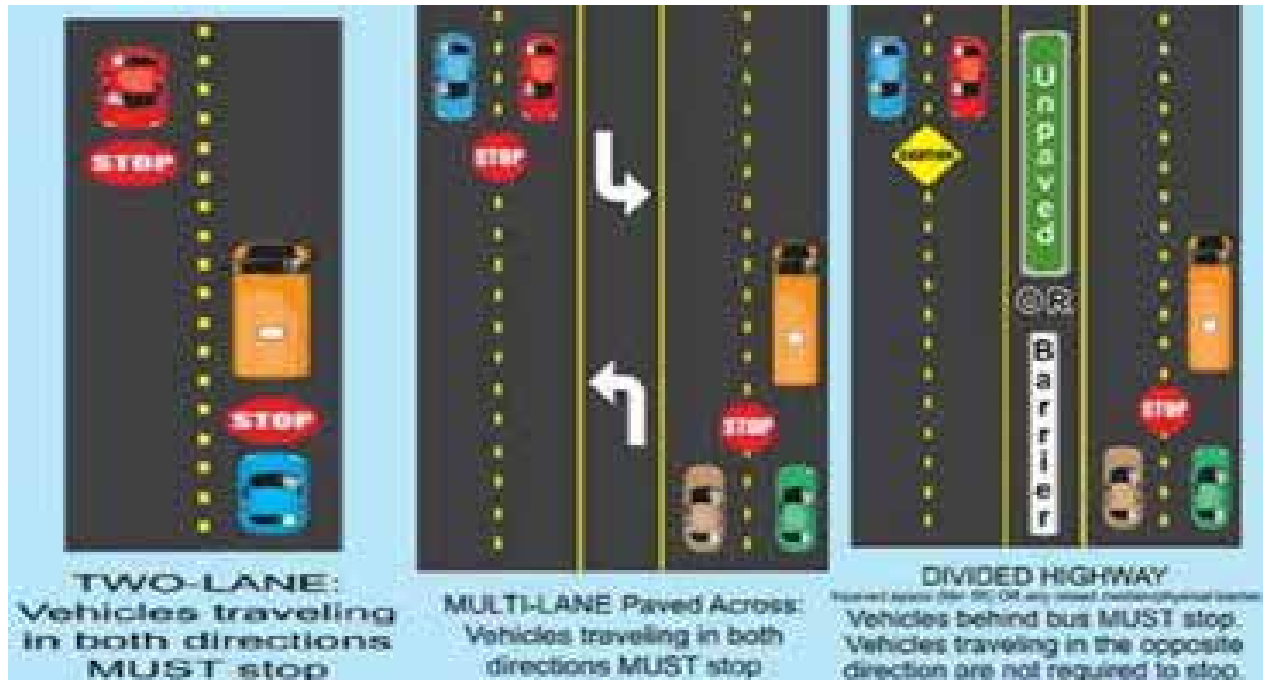 STOP
STOP
TWO-LANE:
Vehicles traveling
in both directions
MUST stop
STOP
STOP
MULTI-LANE Paved Across:
Vehicles traveling in both
directions MUST stop
CAUTION
Unpaved
OR
Barrier
STOP
DIVIDED HIGHWAY
Vehicles behind bus MUST stop.
Vehicles traveling in the opposite
direction are not required to stop.